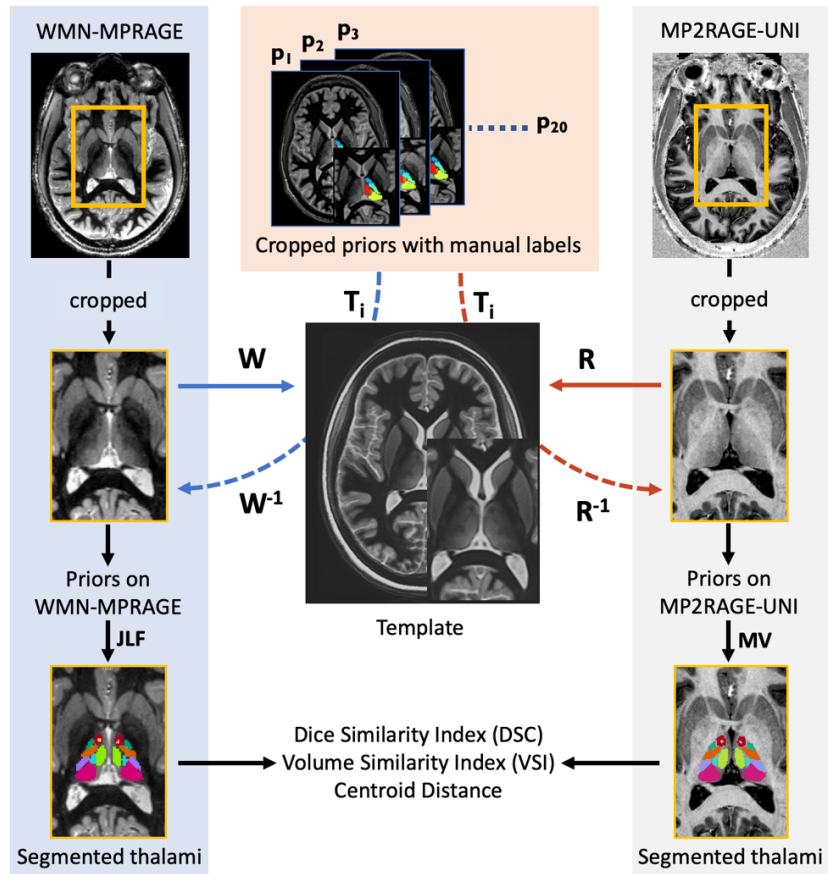 WMN-MPRAGE
p1 p2 p3
p20
Cropped priors with manual labels
MP2RAGE-UNI
cropped
Ti Ti
cropped
W
R
W-1
R-1
Priors on
WMN-MPRAGE
JLF
Template
Priors on
MP2RAGE-UNI
MV
Dice Similarity Index (DSC)
Volume Similarity Index (VSI)
Centroid Distance
Segmented thalami
Segmented thalami